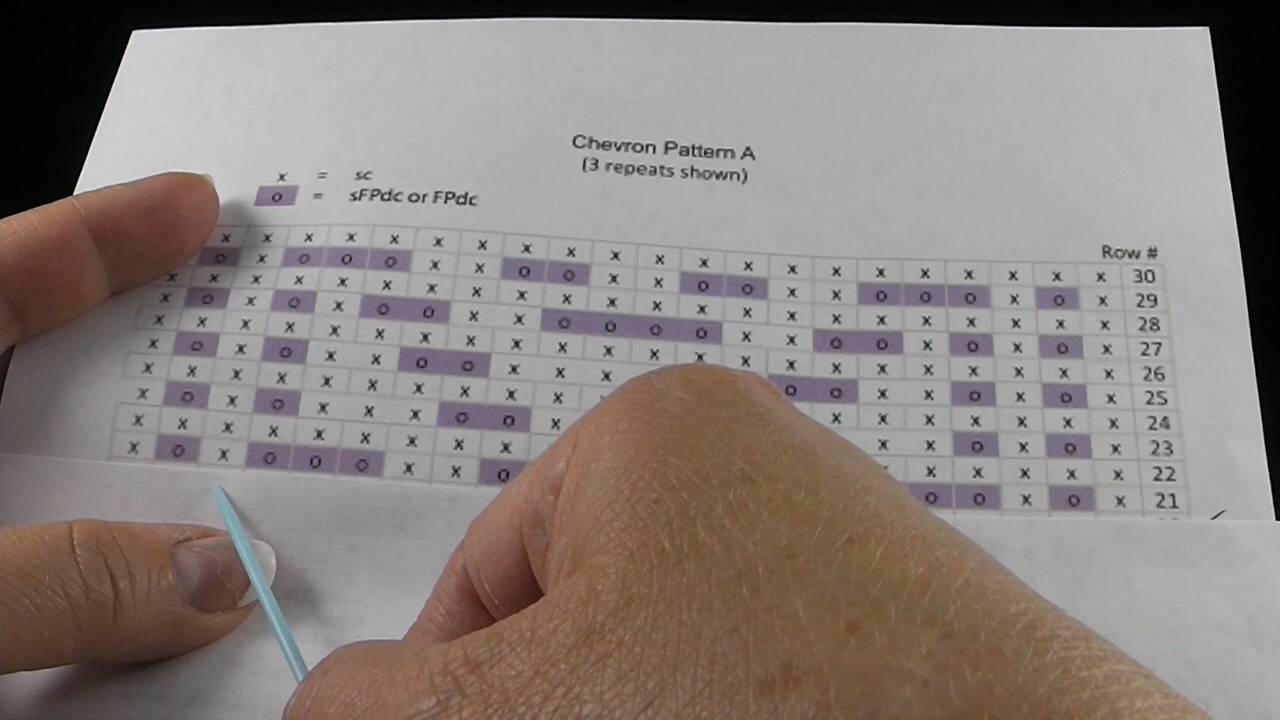 Chevron Pattern A
(3 repeats shown)
x = sc
o = sFPdc or FPdc
Row #
x x x x x x x x x x x x x x x x x x x x x 30
o x o o o x x o o x x o o x x o o o x o x 29
x x x x x x x x x x x x x x x x x x x x x x 28
x o x o x o o x x o o o o x x o o x o x o x 27
x x x x x x x x x x x x x x x x x x x x x x 26
x o x o x x o o x x x o o x x o x o x 25
x x x x x x x x x x x x x x x x x 24
x o x o x x x o o x x x o x o x 23
x x x x x x x x x x x x x x 22
x o x o o o x x o o o x o x 21